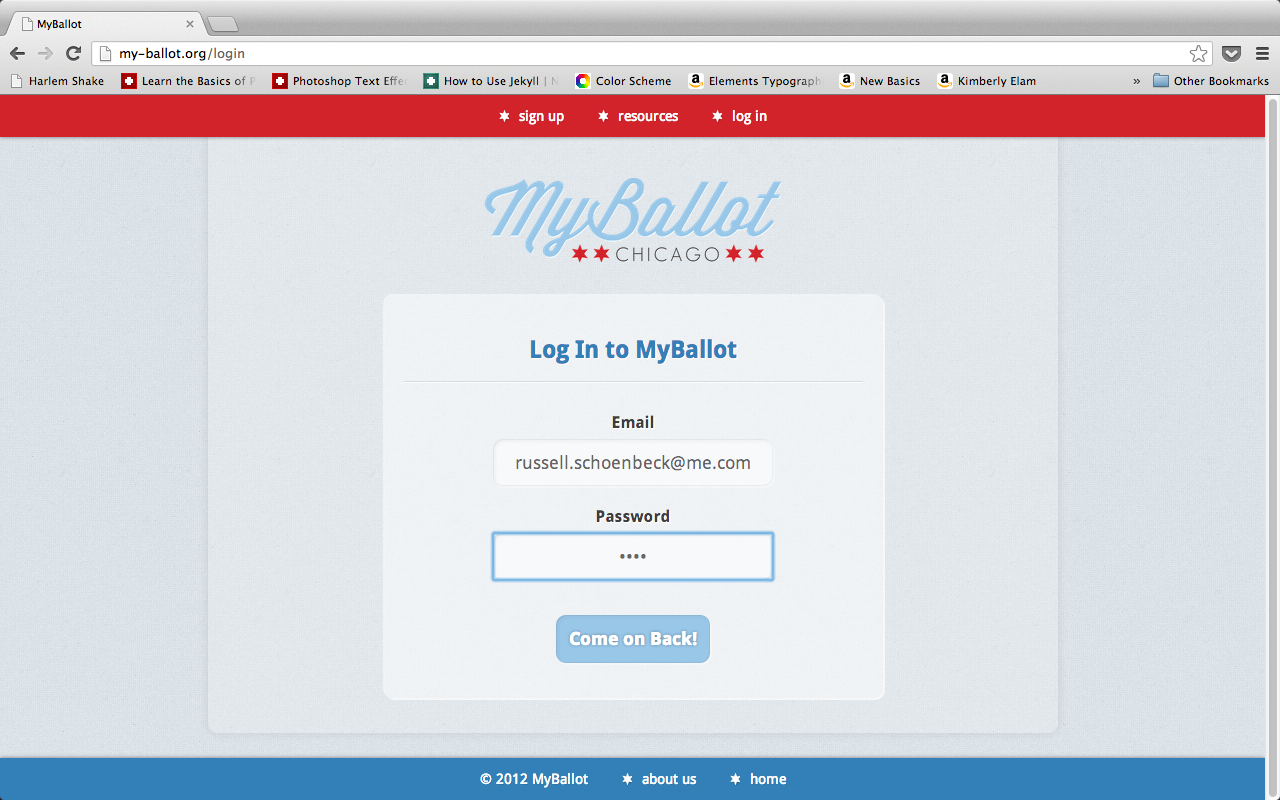 MyBallot
my-ballot.org/login
Harlem Shake Learn the Basics of Photoshop Text Effe How to Use Jekyll | Color Scheme Elements Typograph New Basics Kimberly Elam » Other Bookmarks
sign up resources log in
MyBallot
CHICAGO
Log In to MyBallot
Email
russell.schoenbeck@me.com
Password
••••
Come on Back!
© 2012 MyBallot about us home